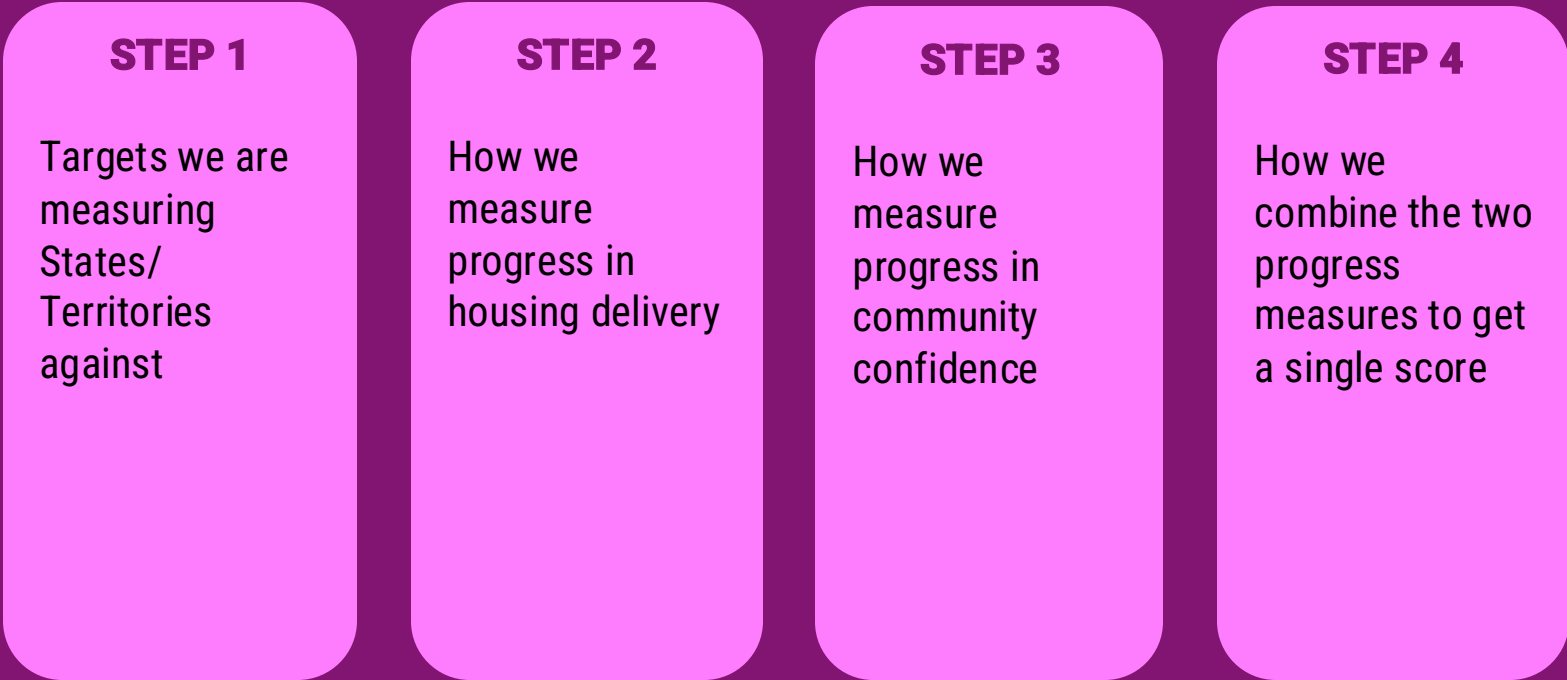 STEP 1
Targets we are
measuring
States/
Territories
against
STEP 2
How we
measure
progress in
housing delivery
STEP 3
How we
measure
progress in
community
confidence
STEP 4
How we
combine the two
progress
measures to get
a single score